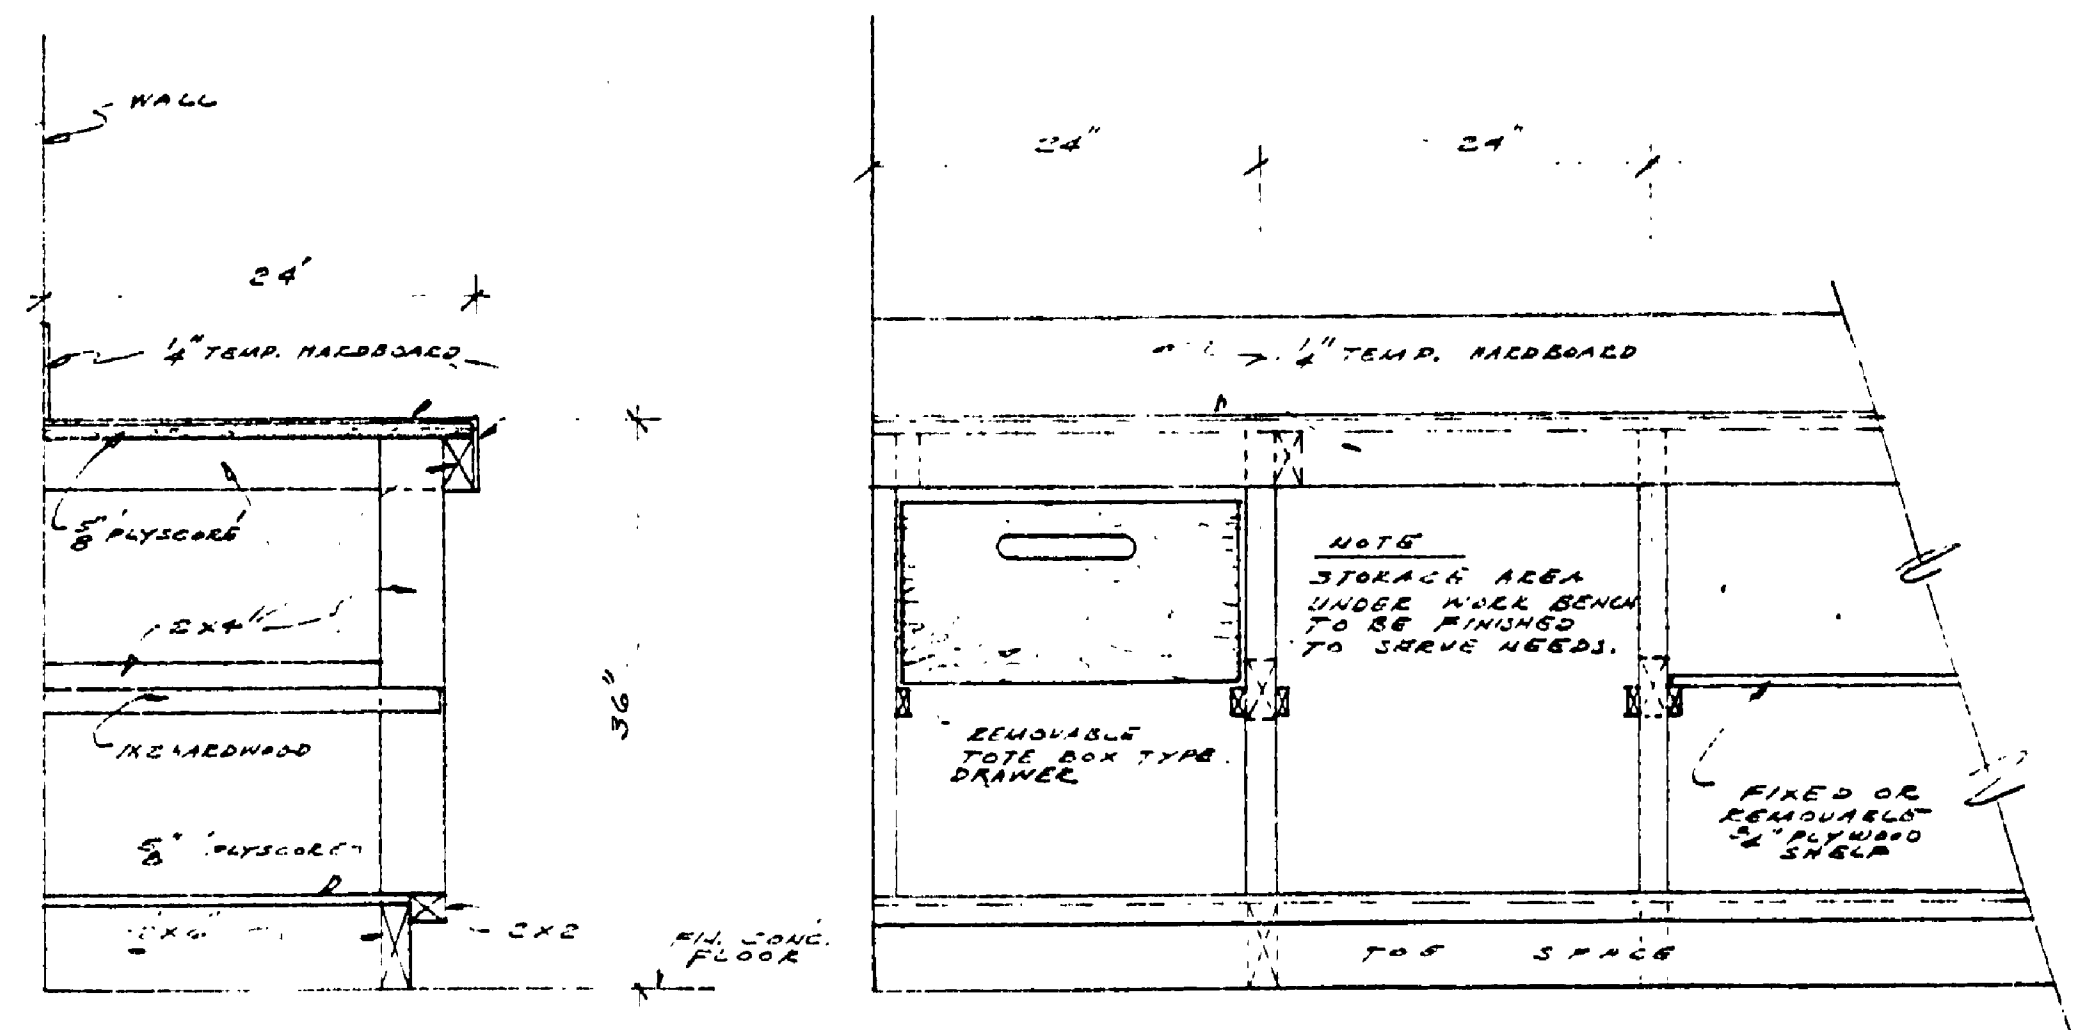 WALL
24'
1/4" TEMP. HARDBOARD
5/8" PLYSCORE
2x4
1x2 HARDWOOD
5/8" PLYSCORE
2x6
2x2
36"
FIN. CONC.
FLOOR
24"
24"
1/4" TEMP. HARDBOARD
NOTE
STORAGE AREA
UNDER WORK BENCH
TO BE FINISHED
TO SERVE NEEDS.
REMOVABLE
TOTE BOX TYPE
DRAWER
FIXED OR
REMOVABLE
3/4" PLYWOOD
SHELF
TOE SPACE